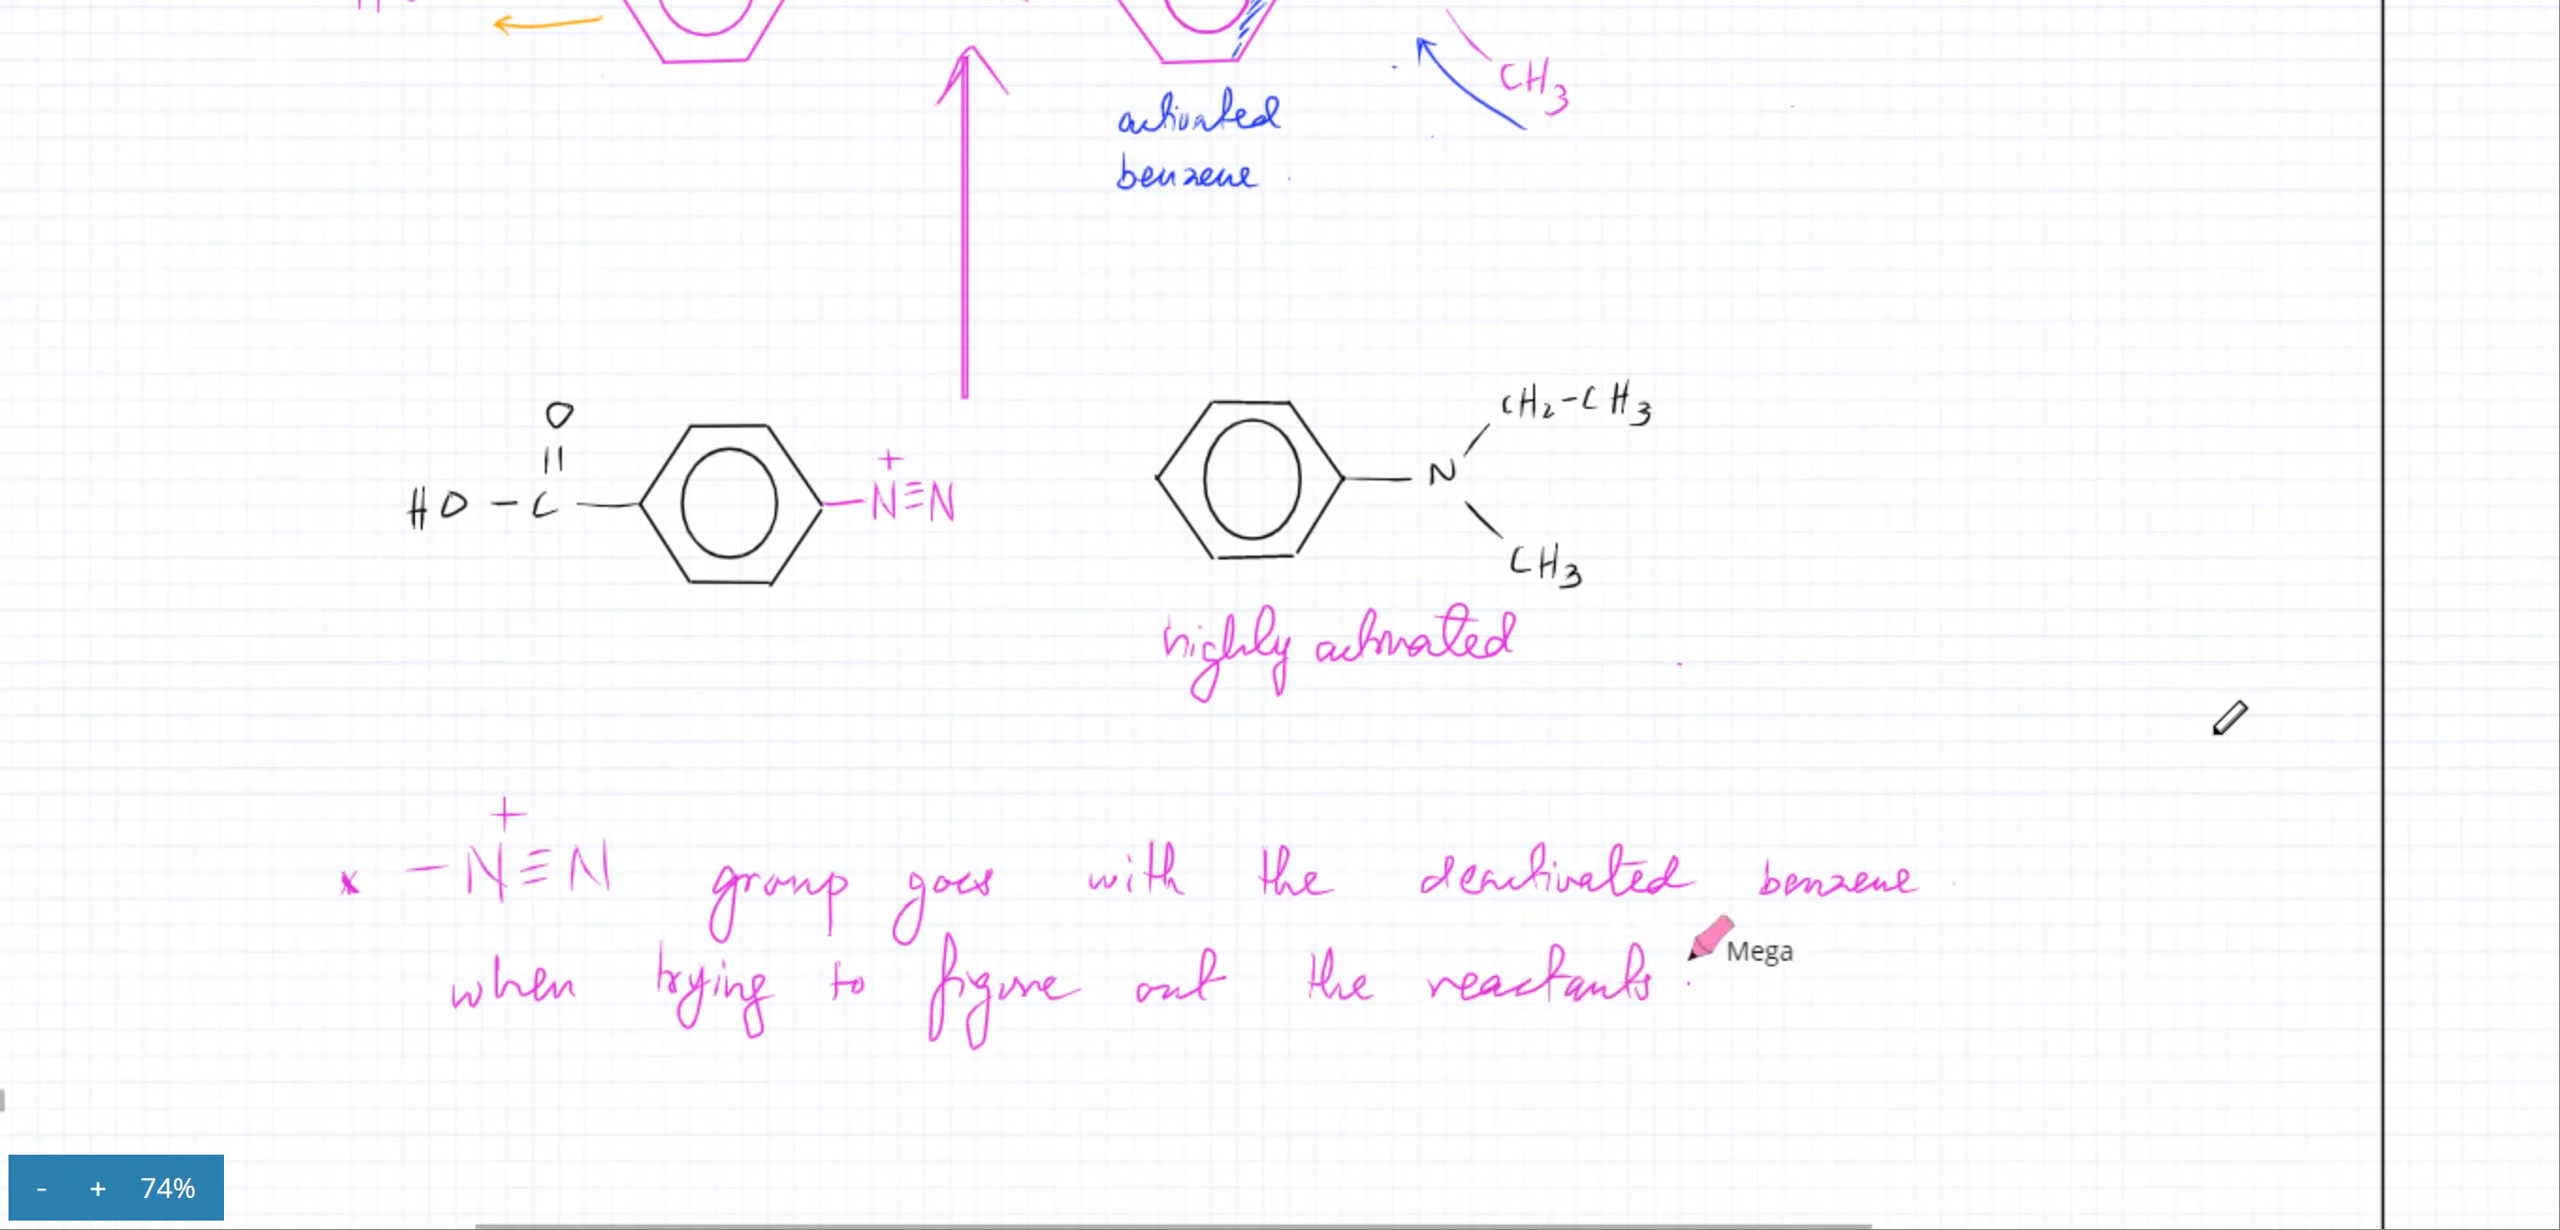 CH3
activated
benzene
O
||
HO - C
+
N≡N
CH2-CH3
N
CH3
highly activated
+
x -N≡N group goes with the deactivated benzene
when trying to figure out the reactants.
Mega
- + 74%